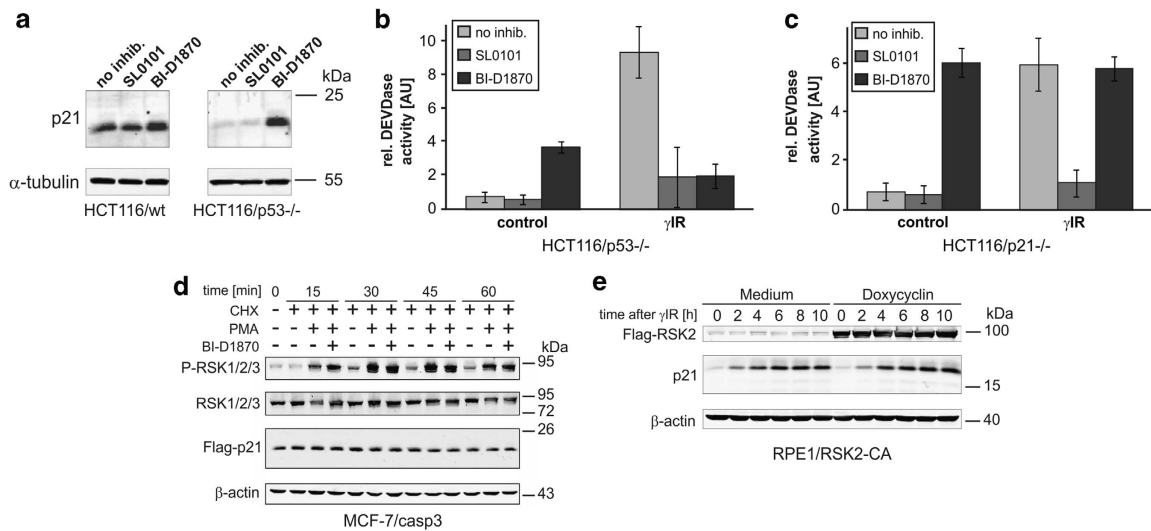 a
no inhib.
SL0101
BI-D1870
no inhib.
SL0101
BI-D1870
kDa
p21
25
α-tubulin
55
HCT116/wt
HCT116/p53-/-
b
no inhib.
SL0101
BI-D1870
rel. DEVDase
activity [AU]
10
8
6
4
2
0
control
γIR
HCT116/p53-/-
c
no inhib.
SL0101
BI-D1870
rel. DEVDase
activity [AU]
8
6
4
2
0
control
γIR
HCT116/p21-/-
d
time [min] 0 15 30 45 60
CHX - + + + + + + + + + + + +
PMA - - + + - + + - + + - + +
BI-D1870 - - - + - - + - - + - - +
kDa
P-RSK1/2/3
95
RSK1/2/3
95
72
Flag-p21
26
β-actin
43
MCF-7/casp3
e
Medium Doxycyclin
time after γIR [h] 0 2 4 6 8 10 0 2 4 6 8 10 kDa
Flag-RSK2 100
p21
15
β-actin 40
RPE1/RSK2-CA